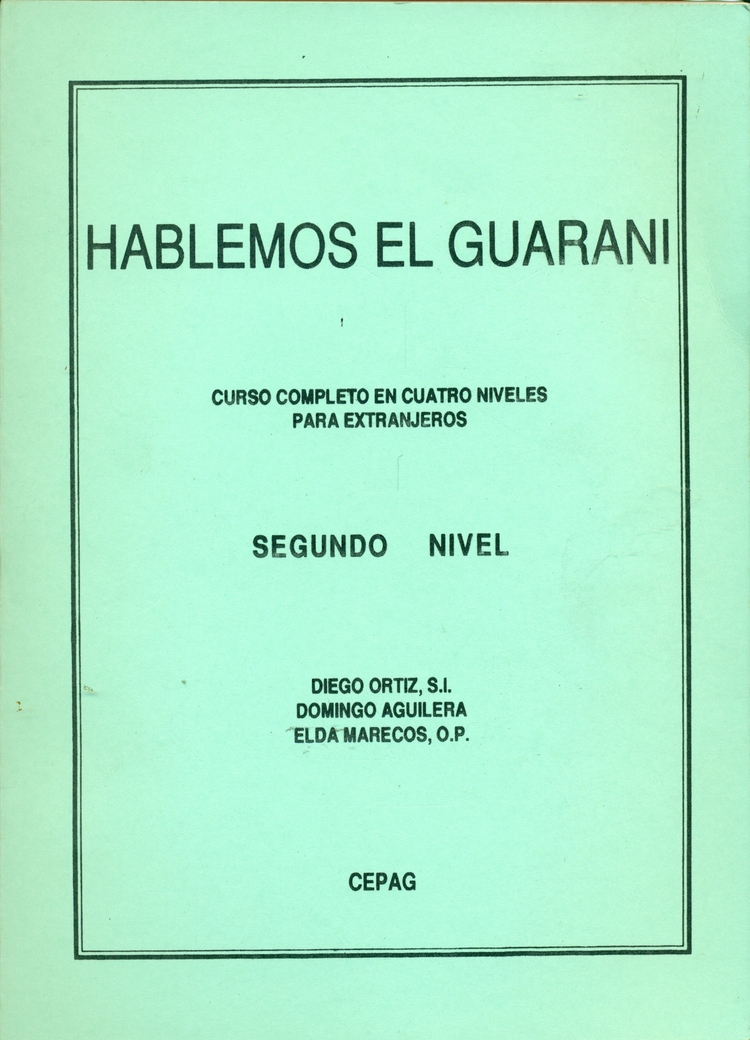 HABLEMOS EL GUARANI
CURSO COMPLETO EN CUATRO NIVELES
PARA EXTRANJEROS
SEGUNDO NIVEL
DIEGO ORTIZ, S.I.
DOMINGO AGUILERA
ELDA MARECOS, O.P.
CEPAG